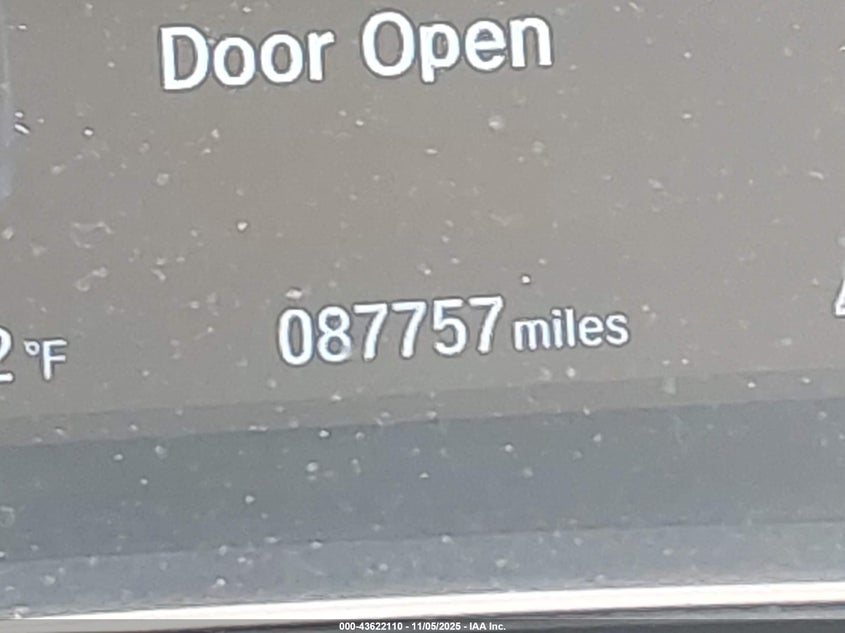 Door Open
087757 miles
°F
000-43622110 - 11/05/2025 - IAA Inc.